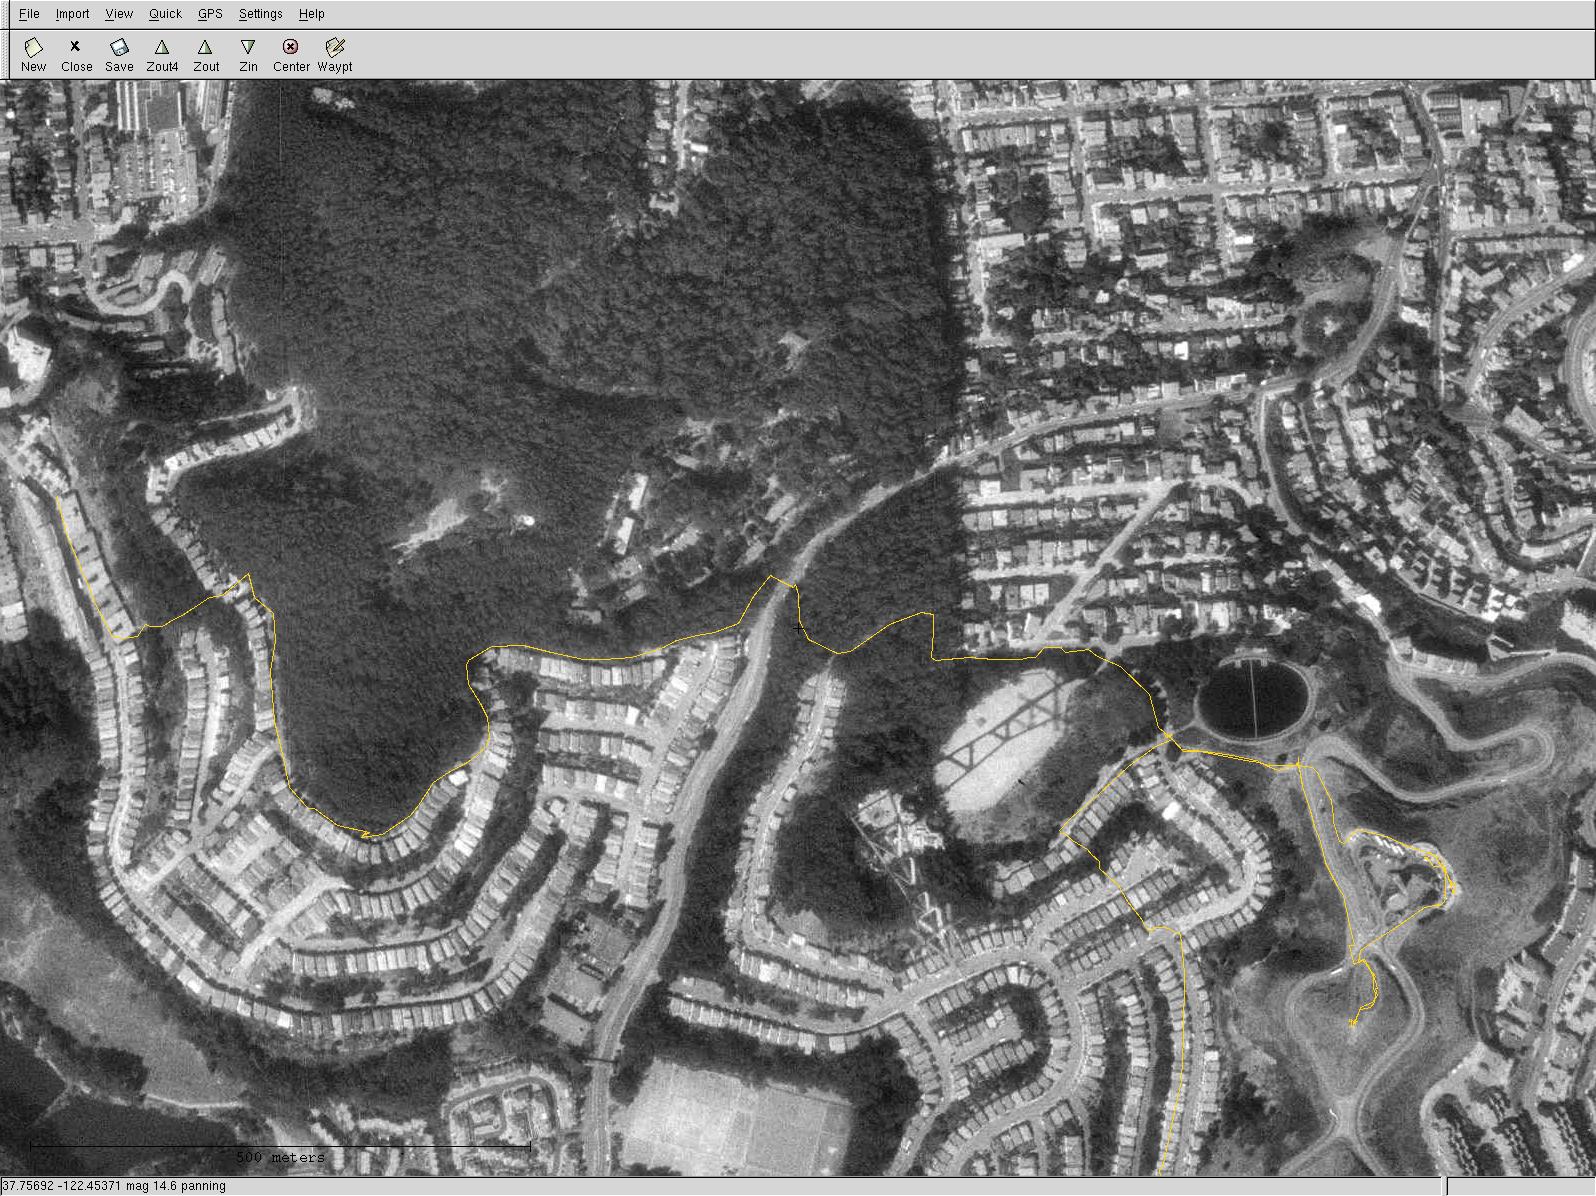 File Import View Quick GPS Settings Help
New Close Save Zout4 Zout Zin Center Waypt
500 meters
37.75692 -122.45371 mag 14.6 panning